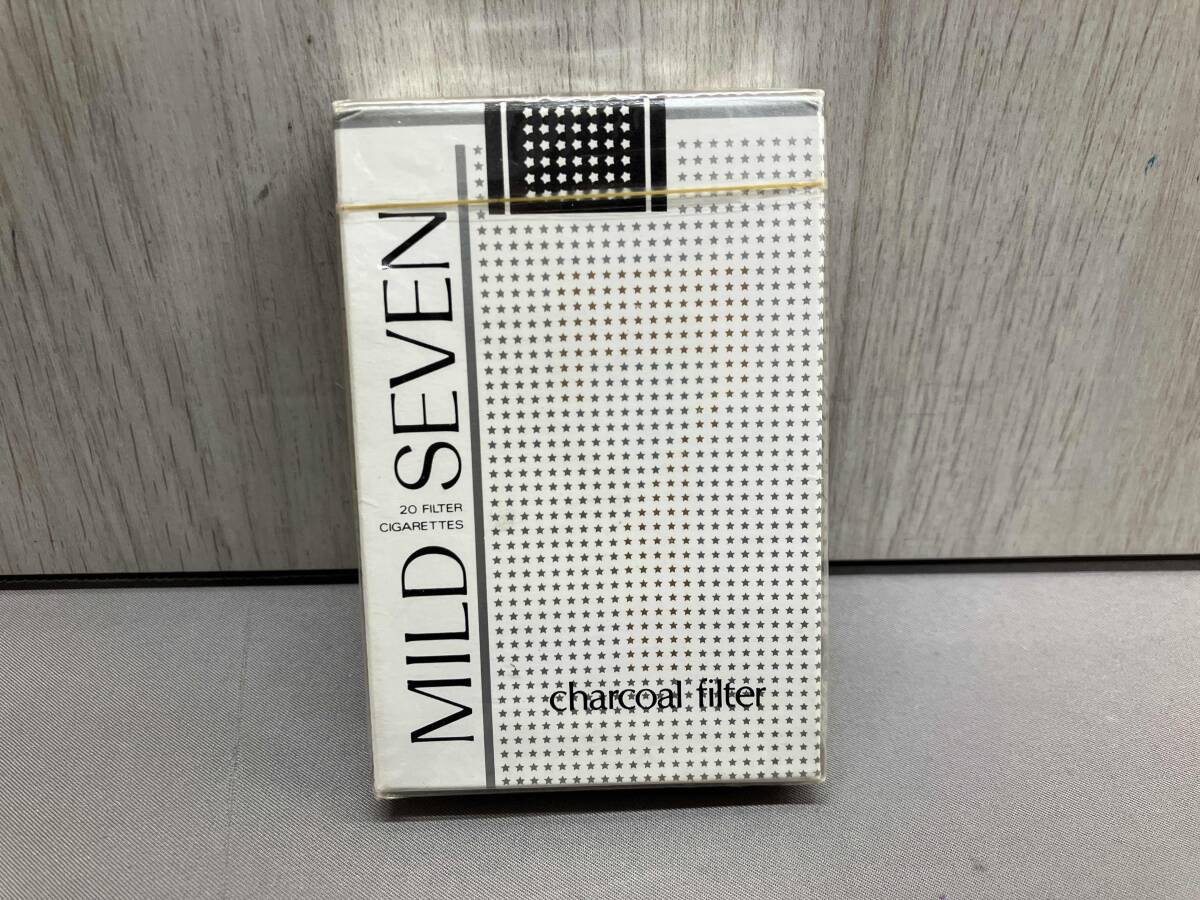 MILD SEVEN
20 FILTER
CIGARETTES
charcoal filter